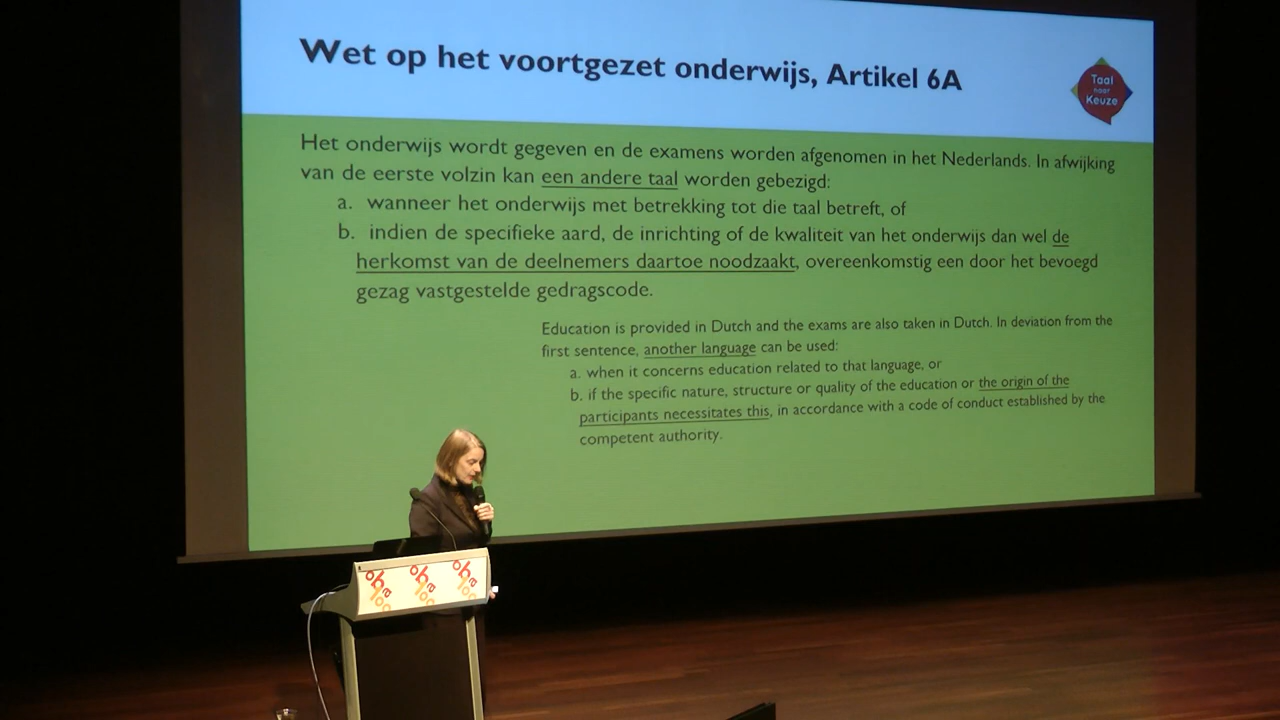 Wet op het voortgezet onderwijs, Artikel 6A
Taal
naar
Keuze
Het onderwijs wordt gegeven en de examens worden afgenomen in het Nederlands. In afwijking
van de eerste volzin kan een andere taal worden gebezigd:
a. wanneer het onderwijs met betrekking tot die taal betreft, of
b. indien de specifieke aard, de inrichting of de kwaliteit van het onderwijs dan wel de
herkomst van de deelnemers daartoe noodzaakt, overeenkomstig een door het bevoegd
gezag vastgestelde gedragscode.
Education is provided in Dutch and the exams are also taken in Dutch. In deviation from the
first sentence, another language can be used:
a. when it concerns education related to that language, or
b. if the specific nature, structure or quality of the education or the origin of the
participants necessitates this, in accordance with a code of conduct established by the
competent authority.